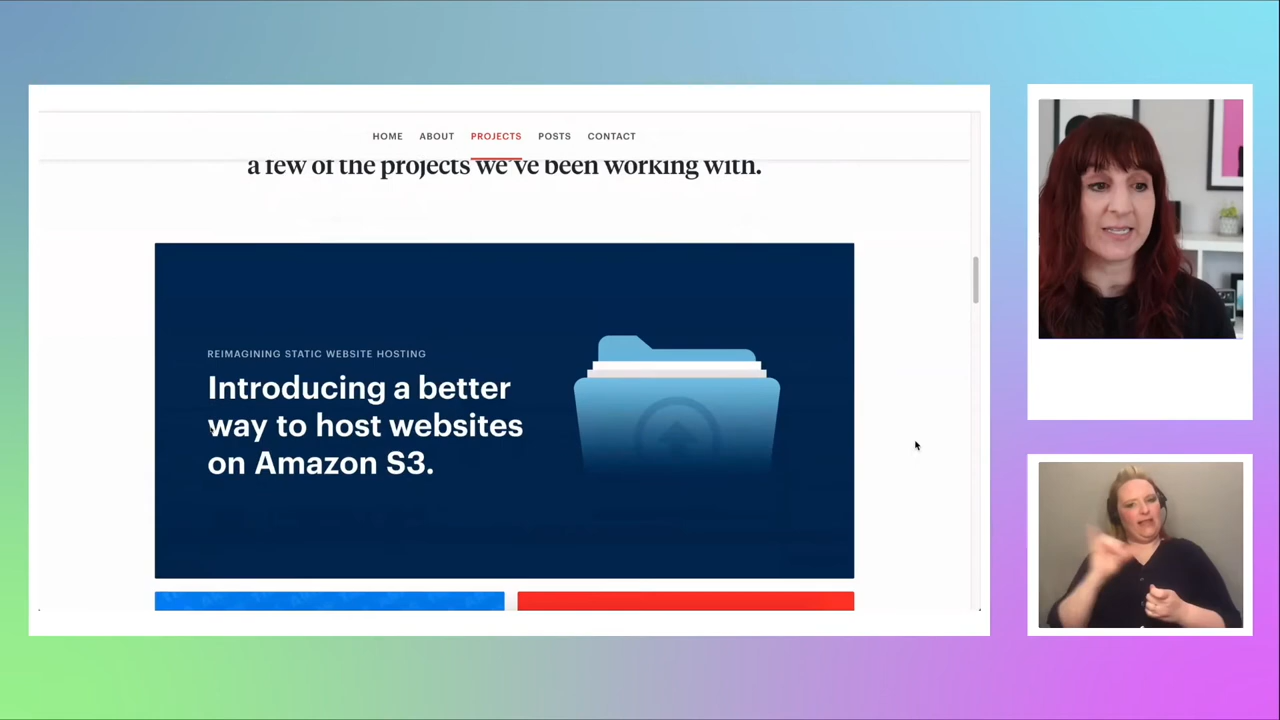 HOME ABOUT PROJECTS POSTS CONTACT
a few of the projects we've been working with.
REIMAGINING STATIC WEBSITE HOSTING
Introducing a better
way to host websites
on Amazon S3.